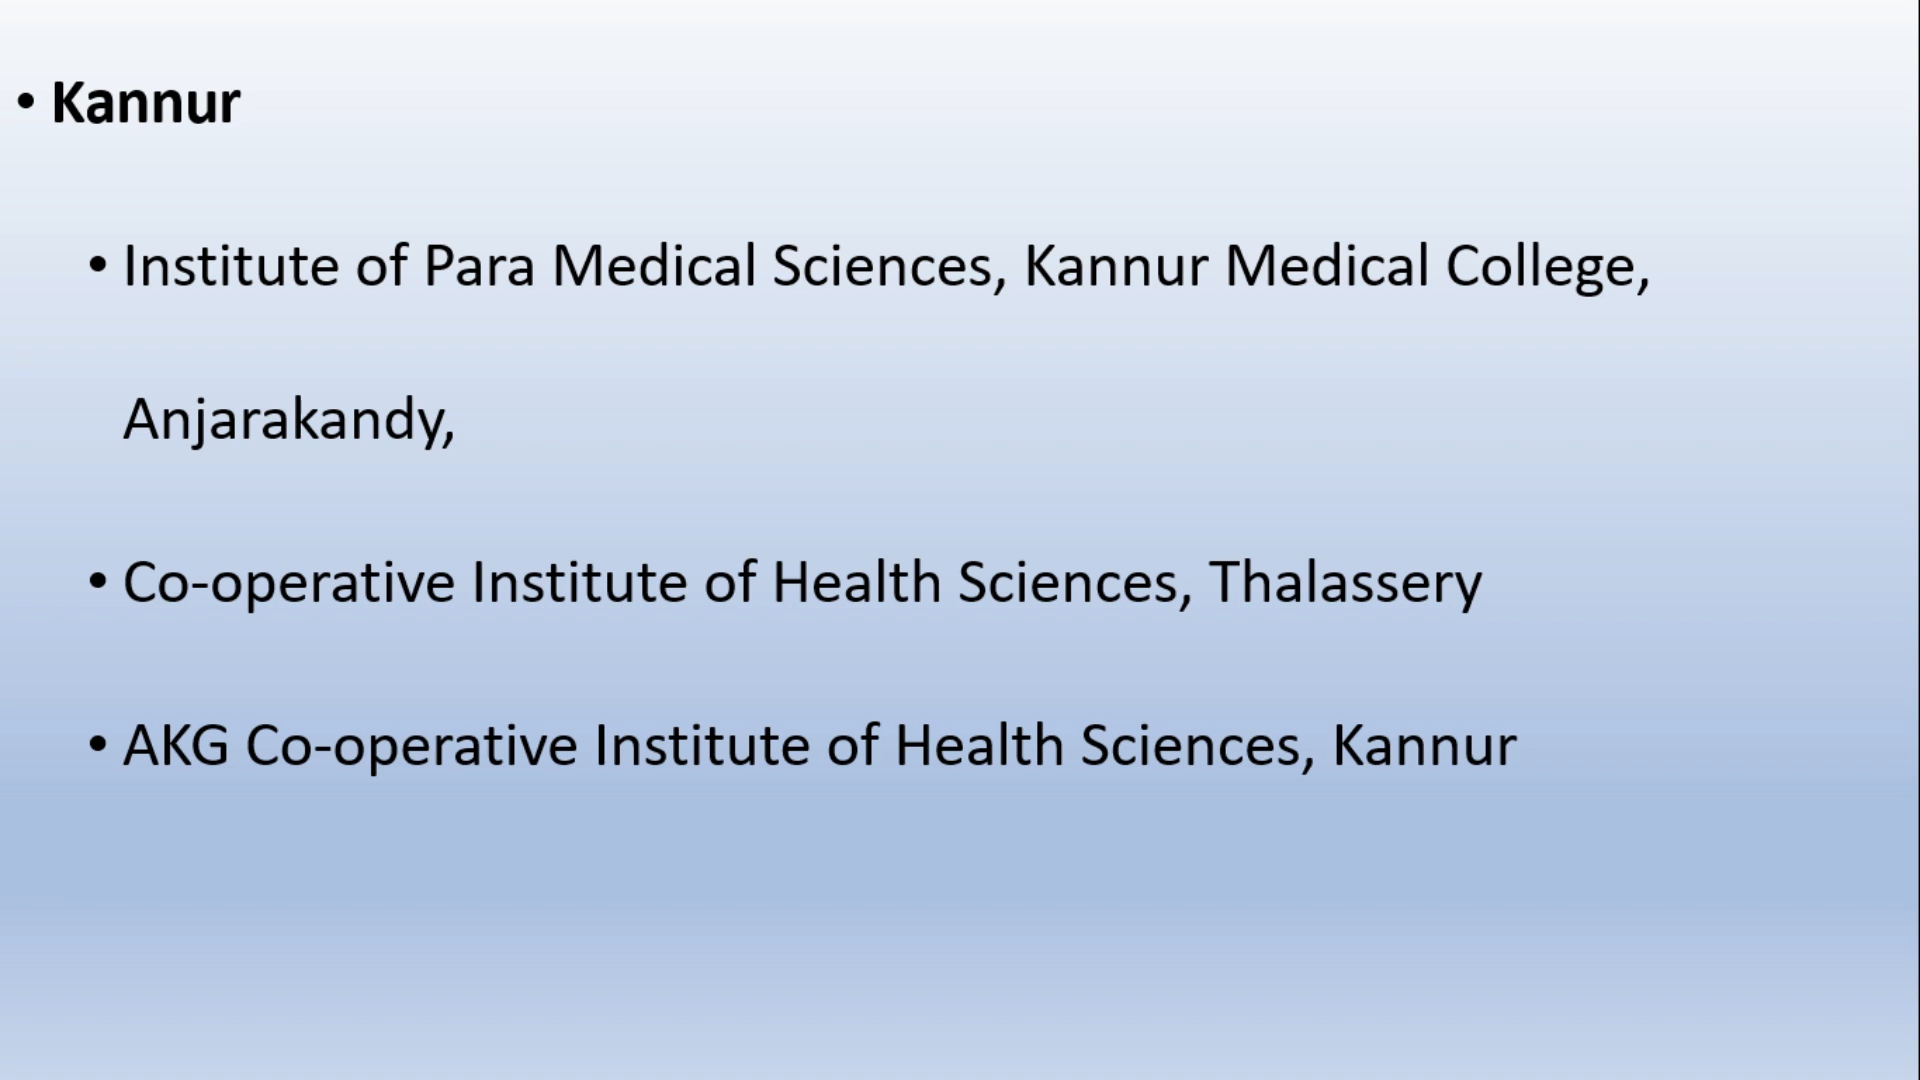 • Kannur
• Institute of Para Medical Sciences, Kannur Medical College,
Anjarakandy,
• Co-operative Institute of Health Sciences, Thalassery
• AKG Co-operative Institute of Health Sciences, Kannur